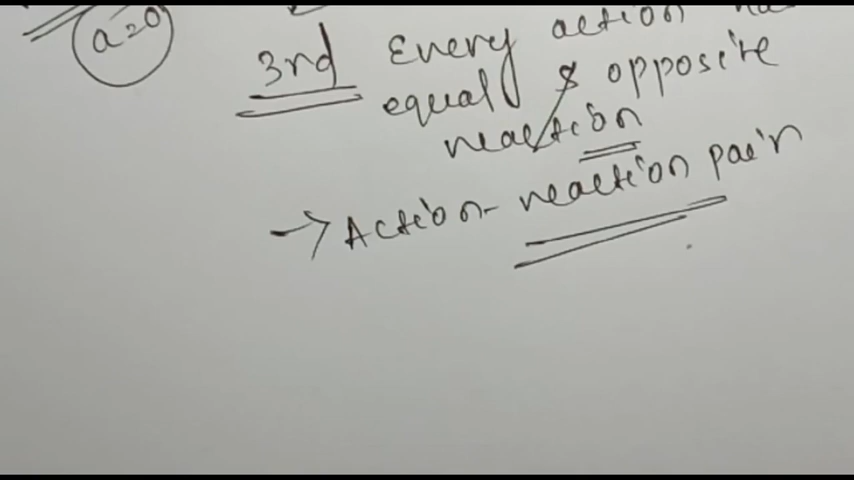 a=0
3rd Every action
equal & opposite
reaction
→ Action-reaction pair